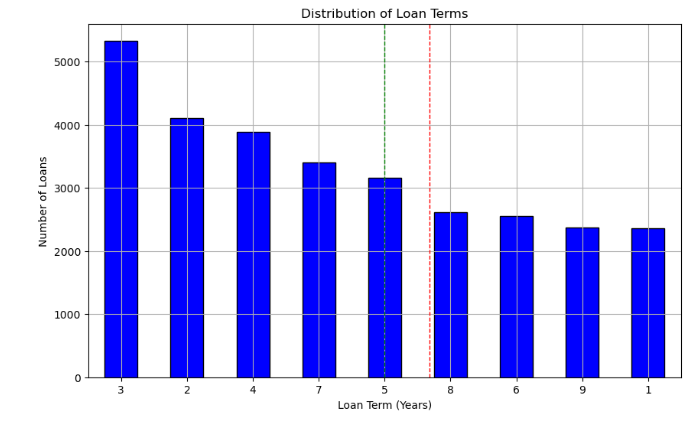 Distribution of Loan Terms
Number of Loans
5000
4000
3000
2000
1000
0
3 2 4 7 5 8 6 9 1
Loan Term (Years)